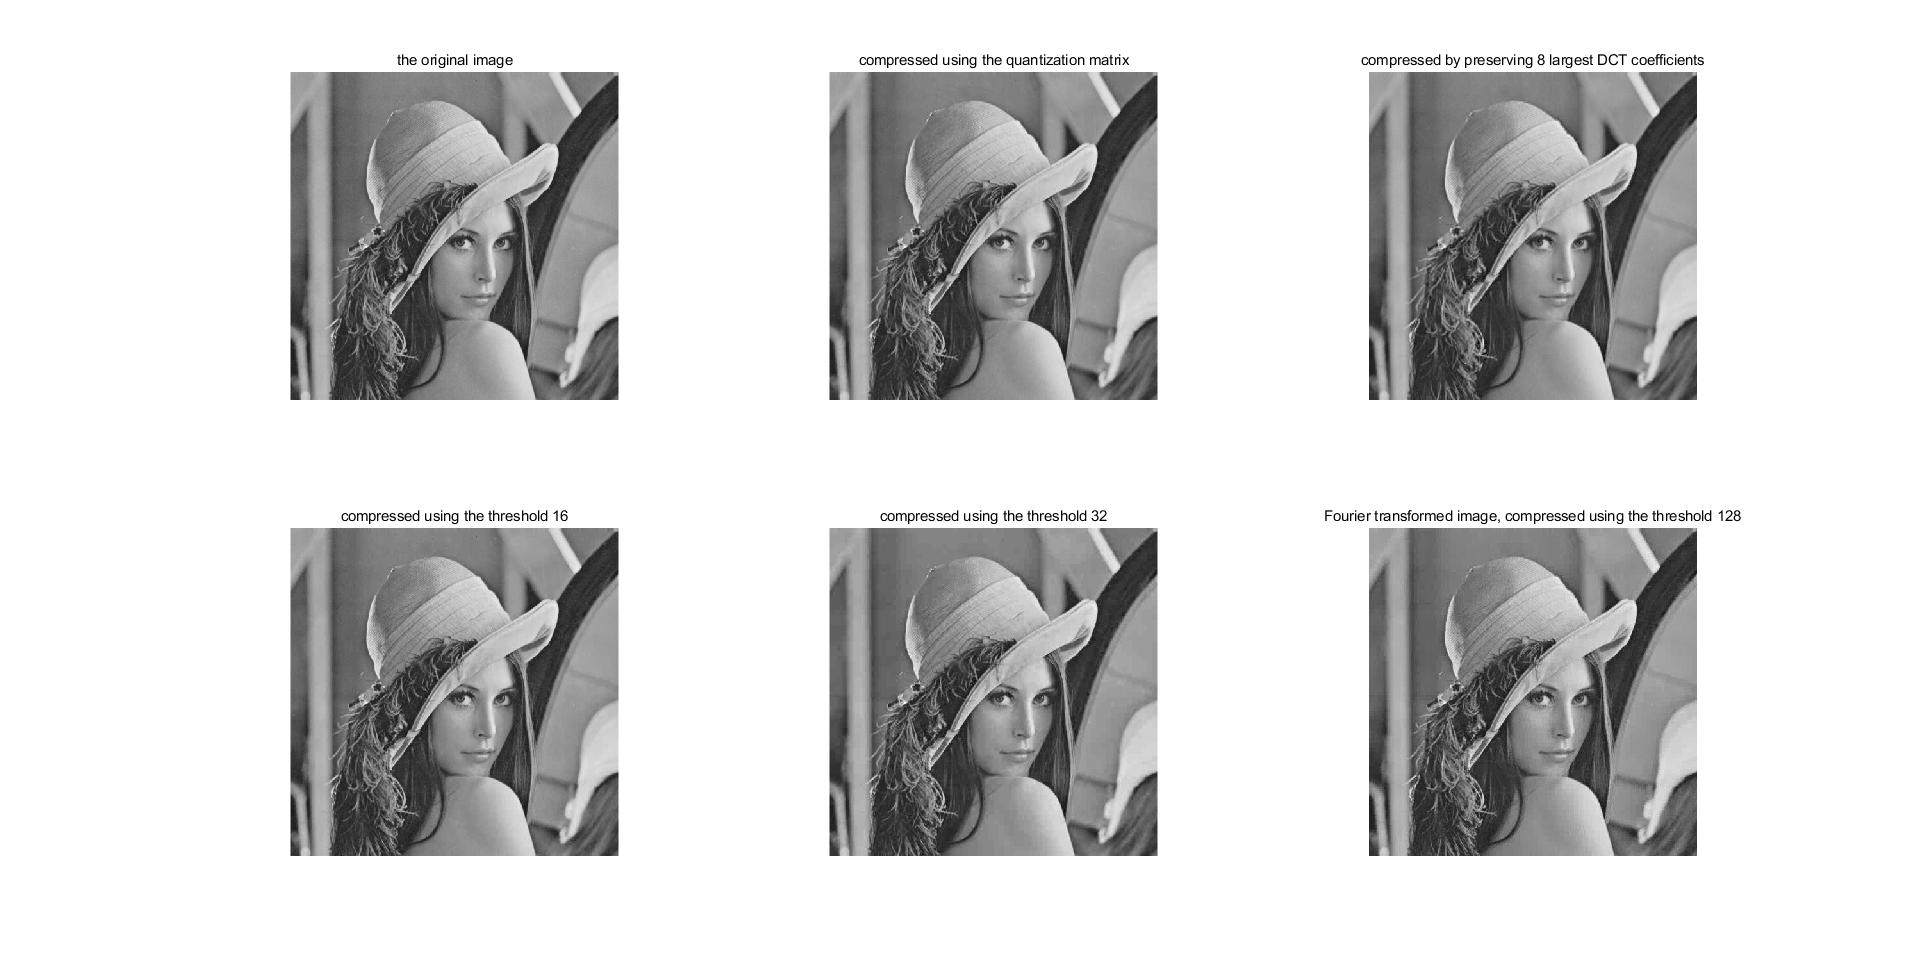 the original image
compressed using the quantization matrix
compressed by preserving 8 largest DCT coefficients
compressed using the threshold 16
compressed using the threshold 32
Fourier transformed image, compressed using the threshold 128